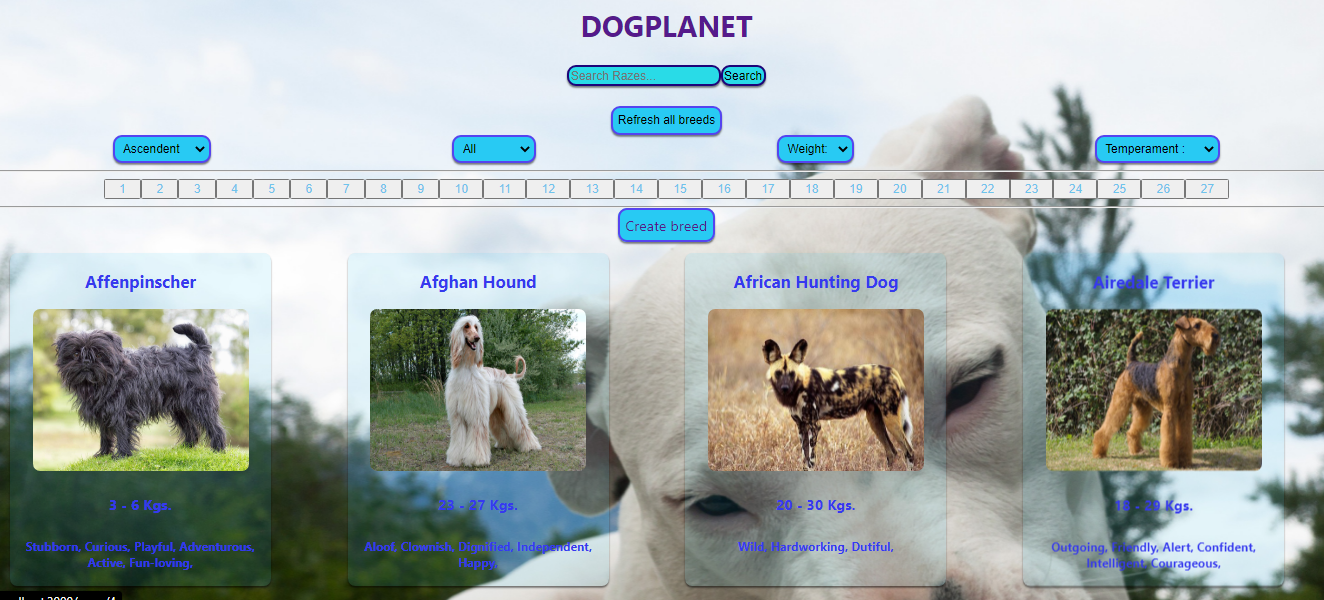 DOGPLANET
Search Razes... Search
Refresh all breeds
Ascendent All Weight: Temperament :
1 2 3 4 5 6 7 8 9 10 11 12 13 14 15 16 17 18 19 20 21 22 23 24 25 26 27
Create breed
Affenpinscher
3 - 6 Kgs.
Stubborn, Curious, Playful, Adventurous,
Active, Fun-loving,
Afghan Hound
23 - 27 Kgs.
Aloof, Clownish, Dignified, Independent,
Happy,
African Hunting Dog
20 - 30 Kgs.
Wild, Hardworking, Dutiful,
Airedale Terrier
18 - 29 Kgs.
Outgoing, Friendly, Alert, Confident,
Intelligent, Courageous,